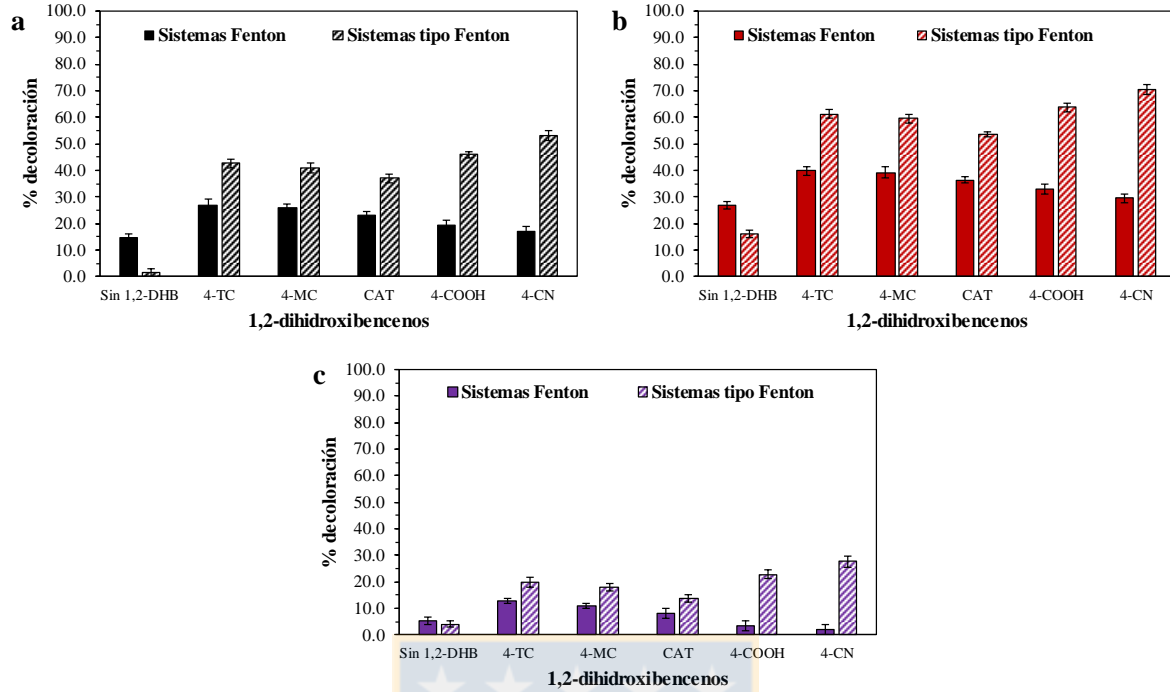 a
100.0
90.0
80.0
70.0
60.0
50.0
40.0
30.0
20.0
10.0
0.0
% decoloración
Sistemas Fenton
Sistemas tipo Fenton
Sin 1,2-DHB 4-TC 4-MC CAT 4-COOH 4-CN
1,2-dihidroxibencenos
b
100.0
90.0
80.0
70.0
60.0
50.0
40.0
30.0
20.0
10.0
0.0
% decoloración
Sistemas Fenton
Sistemas tipo Fenton
Sin 1,2-DHB 4-TC 4-MC CAT 4-COOH 4-CN
1,2-dihidroxibencenos
c
100.0
90.0
80.0
70.0
60.0
50.0
40.0
30.0
20.0
10.0
0.0
% decoloración
Sistemas Fenton
Sistemas tipo Fenton
Sin 1,2-DHB 4-TC 4-MC CAT 4-COOH 4-CN
1,2-dihidroxibencenos